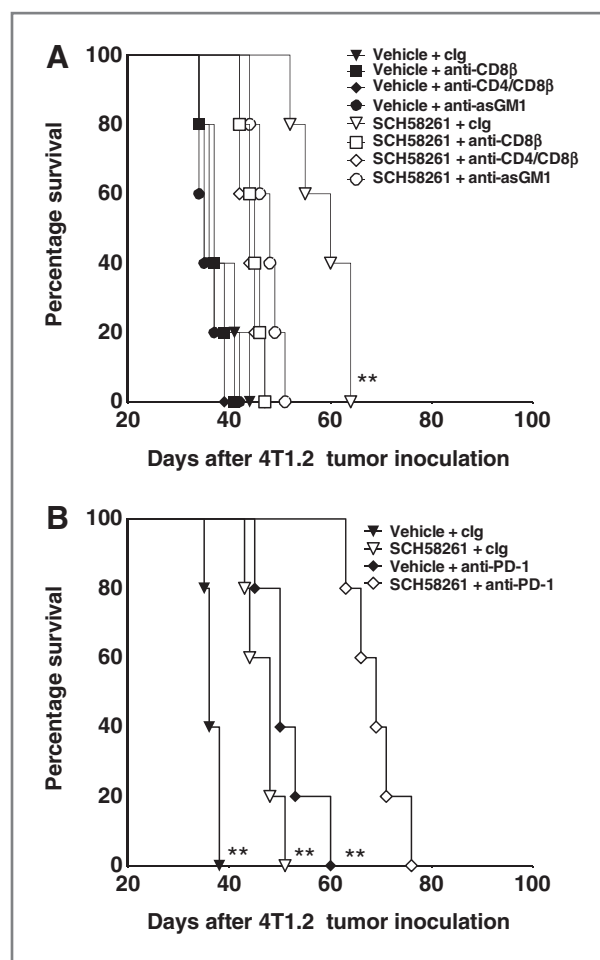 A
Vehicle + cIg
Vehicle + anti-CD8β
Vehicle + anti-CD4/CD8β
Vehicle + anti-asGM1
SCH58261 + cIg
SCH58261 + anti-CD8β
SCH58261 + anti-CD4/CD8β
SCH58261 + anti-asGM1
100
80
60
40
20
0
Percentage survival
**
20 40 60 80 100
Days after 4T1.2 tumor inoculation
B
Vehicle + cIg
SCH58261 + cIg
Vehicle + anti-PD-1
SCH58261 + anti-PD-1
100
80
60
40
20
0
Percentage survival
** ** **
20 40 60 80 100
Days after 4T1.2 tumor inoculation